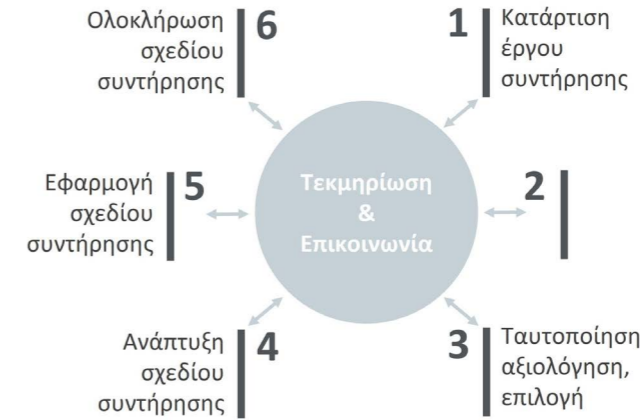 6
Ολοκλήρωση
σχεδίου
συντήρησης
1
Κατάρτιση
έργου
συντήρησης
5
Εφαρμογή
σχεδίου
συντήρησης
Τεκμηρίωση
&
Επικοινωνία
2
4
Ανάπτυξη
σχεδίου
συντήρησης
3
Ταυτοποίηση
αξιολόγηση,
επιλογή